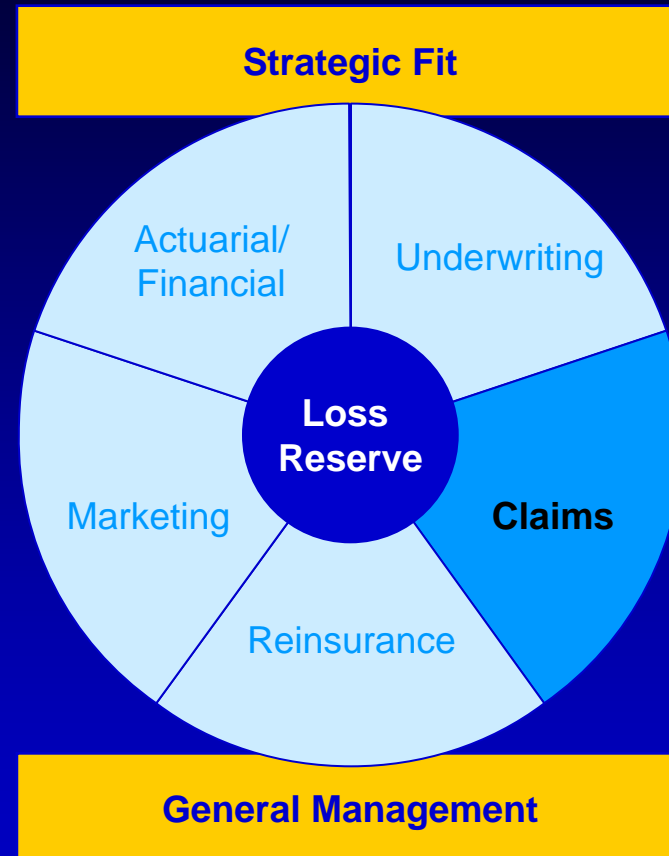 Strategic Fit
Actuarial/
Financial
Underwriting
Loss
Reserve
Marketing
Claims
Reinsurance
General Management